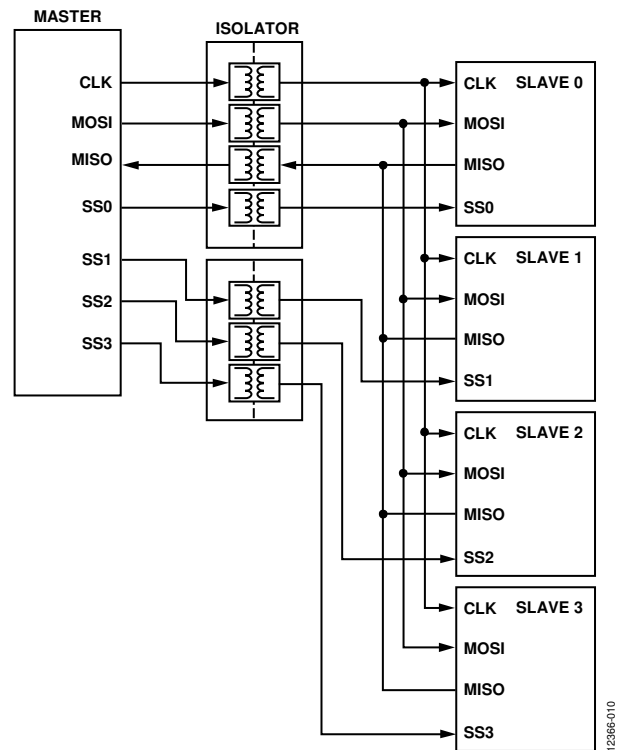 MASTER
CLK
MOSI
MISO
SS0
SS1
SS2
SS3
ISOLATOR
CLK SLAVE 0
MOSI
MISO
SS0
CLK SLAVE 1
MOSI
MISO
SS1
CLK SLAVE 2
MOSI
MISO
SS2
CLK SLAVE 3
MOSI
MISO
SS3
12366-010